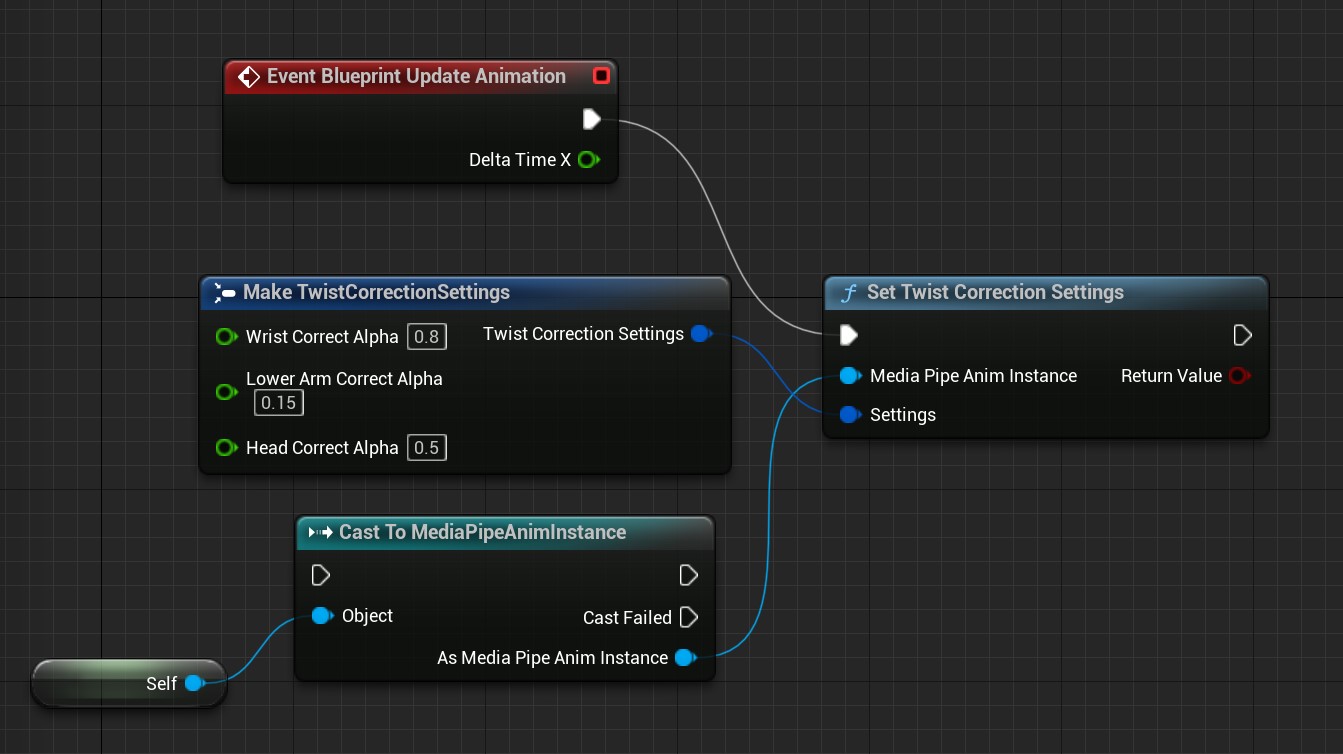 Event Blueprint Update Animation
Delta Time X
Make TwistCorrectionSettings
Wrist Correct Alpha 0.8 Twist Correction Settings
Lower Arm Correct Alpha
0.15
Head Correct Alpha 0.5
Set Twist Correction Settings
Media Pipe Anim Instance Return Value
Settings
Cast To MediaPipeAnimInstance
Object
Cast Failed
As Media Pipe Anim Instance
Self